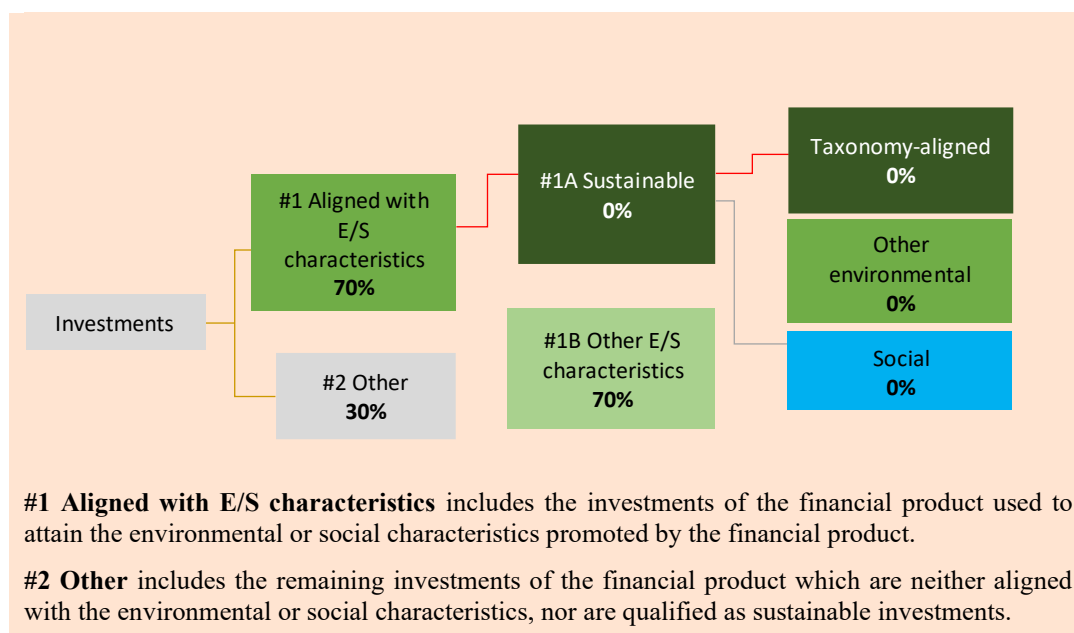 Investments
#1 Aligned with
E/S
characteristics
70%
#2 Other
30%
#1A Sustainable
0%
#1B Other E/S
characteristics
70%
Taxonomy-aligned
0%
Other
environmental
0%
Social
0%
#1 Aligned with E/S characteristics includes the investments of the financial product used to
attain the environmental or social characteristics promoted by the financial product.
#2 Other includes the remaining investments of the financial product which are neither aligned
with the environmental or social characteristics, nor are qualified as sustainable investments.